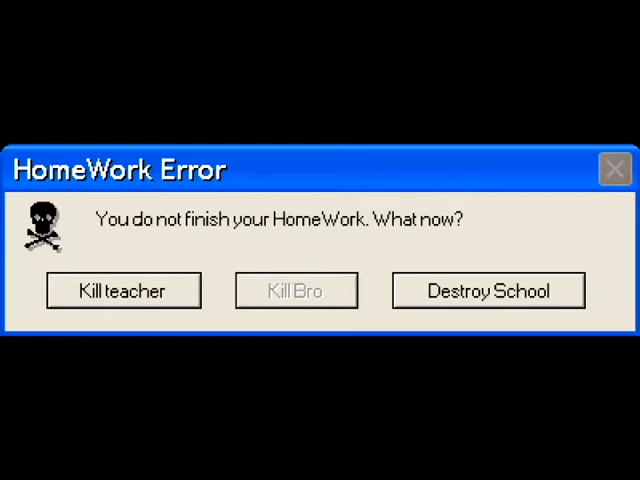 HomeWork Error
You do not finish your HomeWork. What now?
Kill teacher
Kill Bro
Destroy School